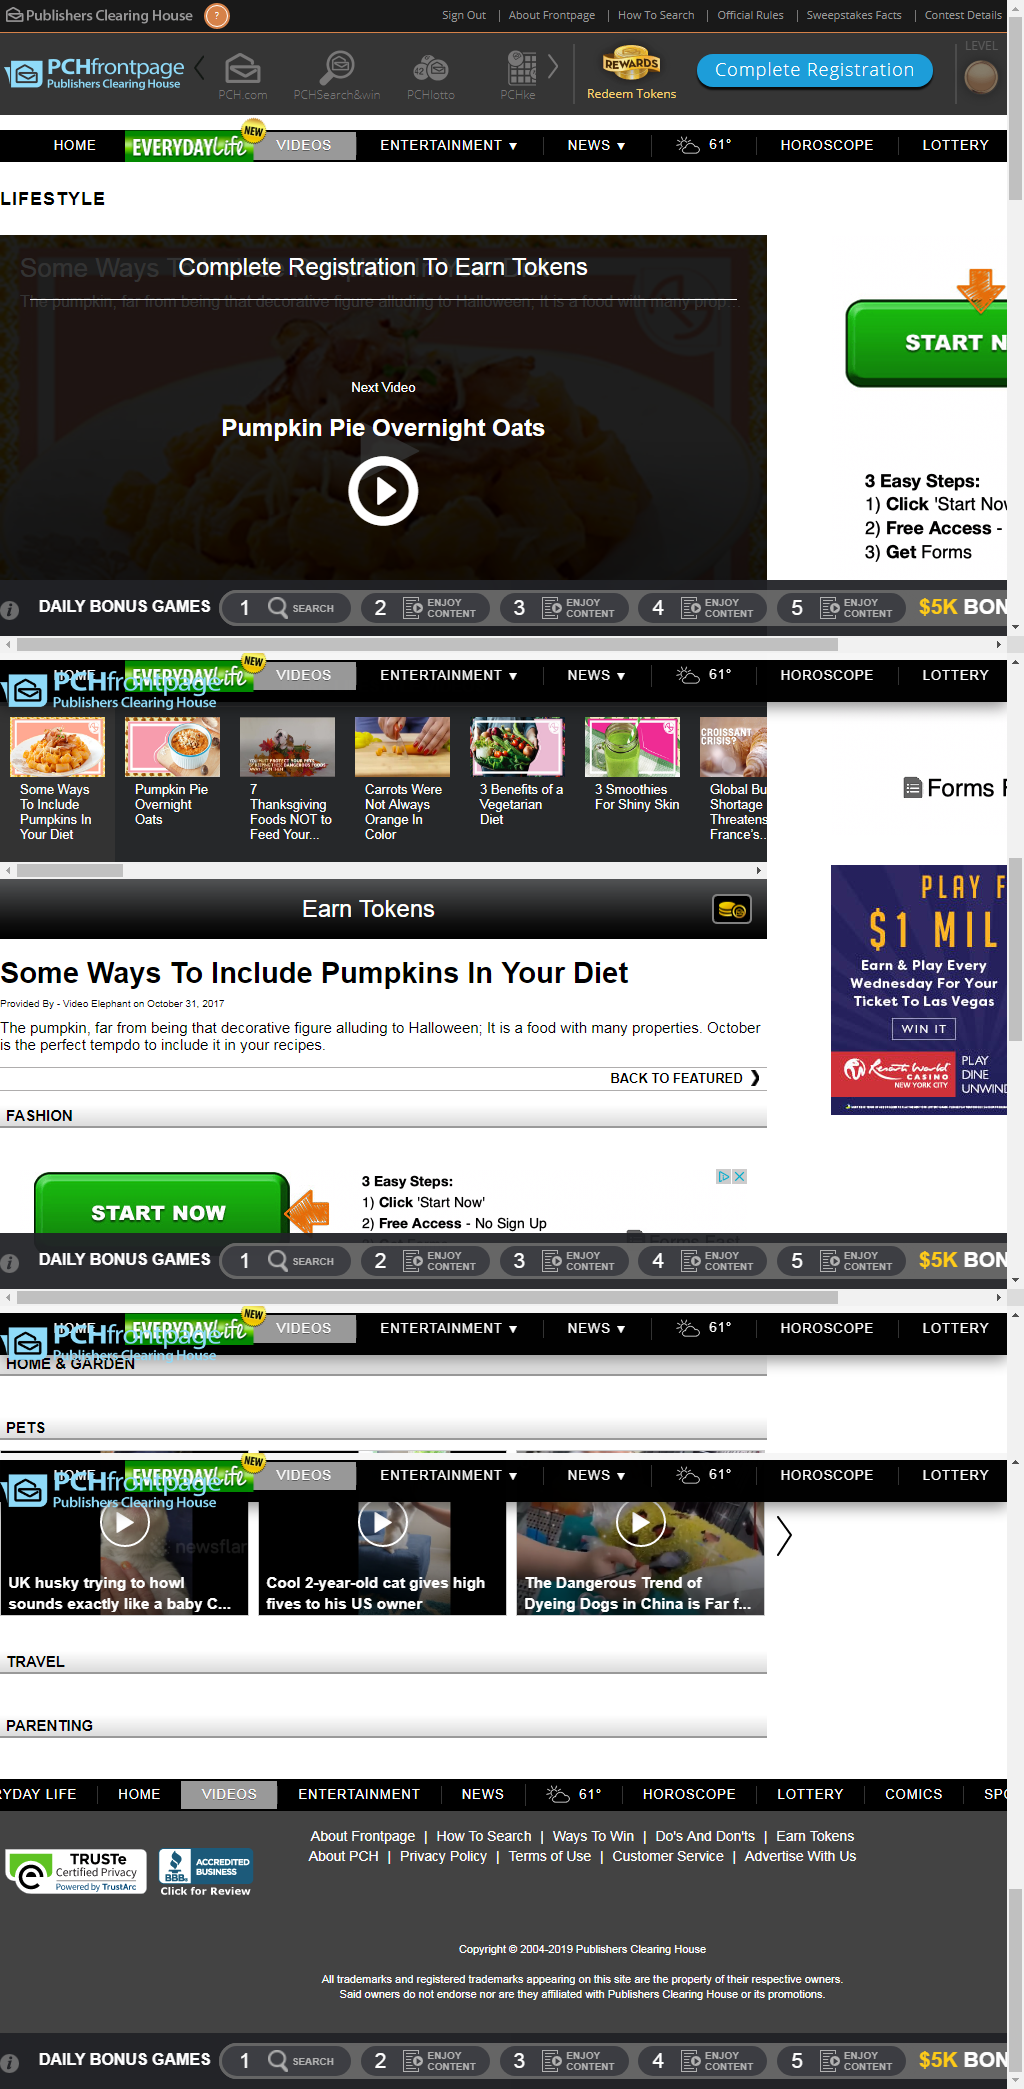 Publishers Clearing House
?
Sign Out | About Frontpage | How To Search | Official Rules | Sweepstakes Facts | Contest Details
PCHfrontpage
Publishers Clearing House
PCH.com
PCHSearch&win
42
PCHlotto
PCHke
REWARDS
Redeem Tokens
Complete Registration
LEVEL
HOME
EVERYDAY Life
NEW
VIDEOS
ENTERTAINMENT ▼
NEWS ▼
61°
HOROSCOPE
LOTTERY
LIFESTYLE
Some Ways
Complete Registration To Earn Tokens
The pumpkin, far from being that decorative figure alluding to Halloween; It is a food with many prop...
Next Video
Pumpkin Pie Overnight Oats
START N
3 Easy Steps:
1) Click 'Start Nov
2) Free Access -
3) Get Forms
DAILY BONUS GAMES
1 SEARCH
2 ENJOY CONTENT
3 ENJOY CONTENT
4 ENJOY CONTENT
5 ENJOY CONTENT
$5K BON
HOME
EVERYDAY Life
NEW
VIDEOS
ENTERTAINMENT ▼
NEWS ▼
61°
HOROSCOPE
LOTTERY
PCHfrontpage
Publishers Clearing House
Some Ways
To Include
Pumpkins In
Your Diet
Pumpkin Pie
Overnight
Oats
7
Thanksgiving
Foods NOT to
Feed Your...
Carrots Were
Not Always
Orange In
Color
3 Benefits of a
Vegetarian
Diet
3 Smoothies
For Shiny Skin
CROISSANT
CRISIS?
Global Bu
Shortage
Threatens
France's..
Forms F
Earn Tokens
PLAY F
$1 MIL
Earn & Play Every
Wednesday For Your
Ticket To Las Vegas
WIN IT
Resorts World
CASINO
NEW YORK CITY
PLAY
DINE
UNWIND
Some Ways To Include Pumpkins In Your Diet
Provided By - Video Elephant on October 31, 2017
The pumpkin, far from being that decorative figure alluding to Halloween; It is a food with many properties. October
is the perfect tempdo to include it in your recipes.
BACK TO FEATURED
FASHION
START NOW
3 Easy Steps:
1) Click 'Start Now'
2) Free Access - No Sign Up
DAILY BONUS GAMES
1 SEARCH
2 ENJOY CONTENT
3 ENJOY CONTENT
4 ENJOY CONTENT
5 ENJOY CONTENT
$5K BON
HOME
EVERYDAY Life
NEW
VIDEOS
ENTERTAINMENT ▼
NEWS ▼
61°
HOROSCOPE
LOTTERY
PCHfrontpage
Publishers Clearing House
HOME & GARDEN
PETS
HOME
EVERYDAY Life
NEW
VIDEOS
ENTERTAINMENT ▼
NEWS ▼
61°
HOROSCOPE
LOTTERY
PCHfrontpage
Publishers Clearing House
newsflar
UK husky trying to howl
sounds exactly like a baby C...
Cool 2-year-old cat gives high
fives to his US owner
The Dangerous Trend of
Dyeing Dogs in China is Far f...
TRAVEL
PARENTING
RYDAY LIFE
HOME
VIDEOS
ENTERTAINMENT
NEWS
61°
HOROSCOPE
LOTTERY
COMICS
SPO
About Frontpage | How To Search | Ways To Win | Do's And Don'ts | Earn Tokens
About PCH | Privacy Policy | Terms of Use | Customer Service | Advertise With Us
TRUSTe
Certified Privacy
Powered by TrustArc
BBB.
ACCREDITED
BUSINESS
Click for Review
Copyright © 2004-2019 Publishers Clearing House
All trademarks and registered trademarks appearing on this site are the property of their respective owners.
Said owners do not endorse nor are they affiliated with Publishers Clearing House or its promotions.
DAILY BONUS GAMES
1 SEARCH
2 ENJOY CONTENT
3 ENJOY CONTENT
4 ENJOY CONTENT
5 ENJOY CONTENT
$5K BON